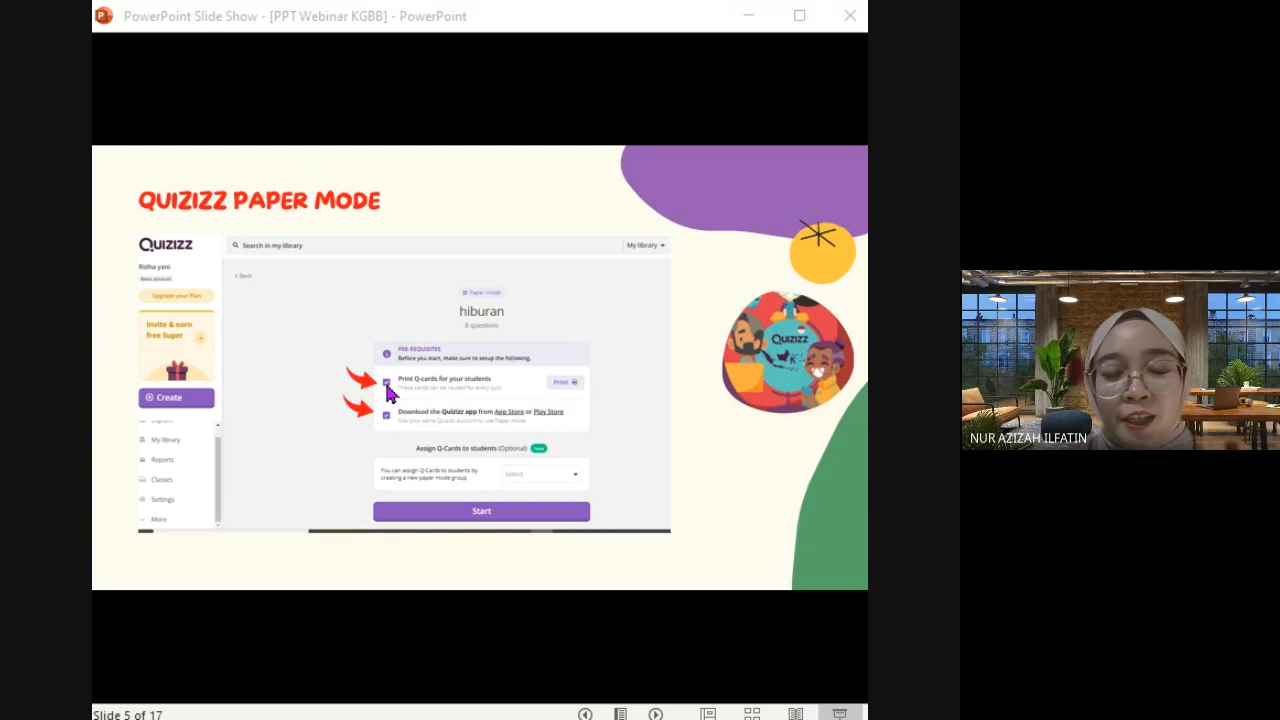 PowerPoint Slide Show - [PPT Webinar KGBB] - PowerPoint
QUIZIZZ PAPER MODE
QUIZIZZ
Search in my library
My library
Ridha yani
Basic account
Upgrade your Plan
Invite & earn
free Super
Create
Explore
My library
Reports
Classes
Settings
More
Back
Paper mode
hiburan
8 questions
PRE-REQUISITES
Before you start, make sure to setup the following.
Print Q-cards for your students
These cards can be reused for every quiz
Print
Download the Quizizz app from App Store or Play Store
Use your same Quizizz account to use Paper mode
Assign Q-Cards to students (Optional) New
You can assign Q-Cards to students by
creating a new paper mode group
Select
Start
QUIZIZZ
NUR AZIZAH ILFATIN
Slide 5 of 17